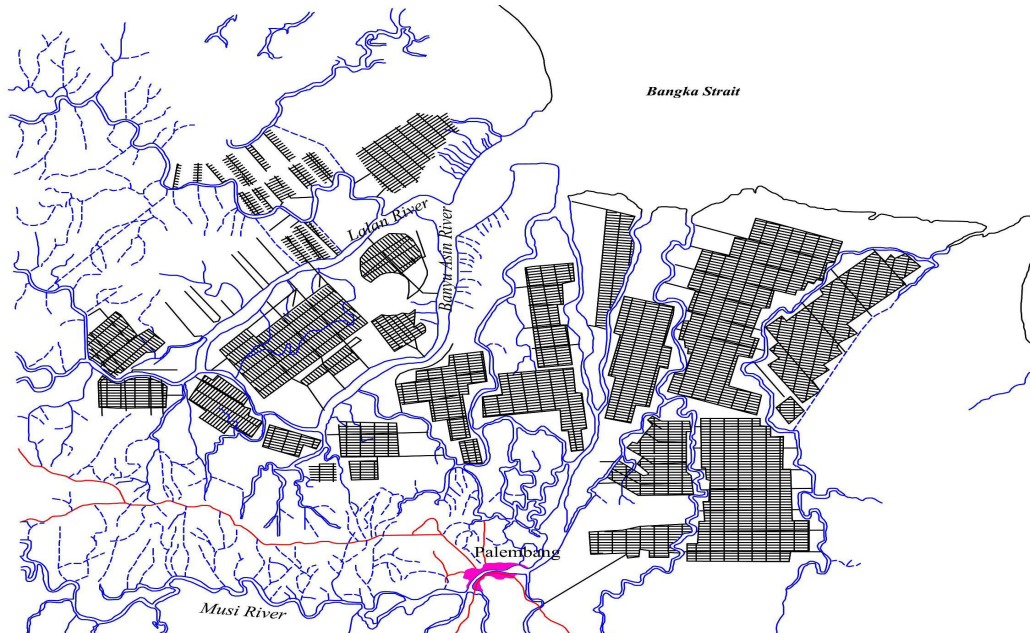 Bangka Strait
Lalan River
Banyu Asin River
Palembang
Musi River